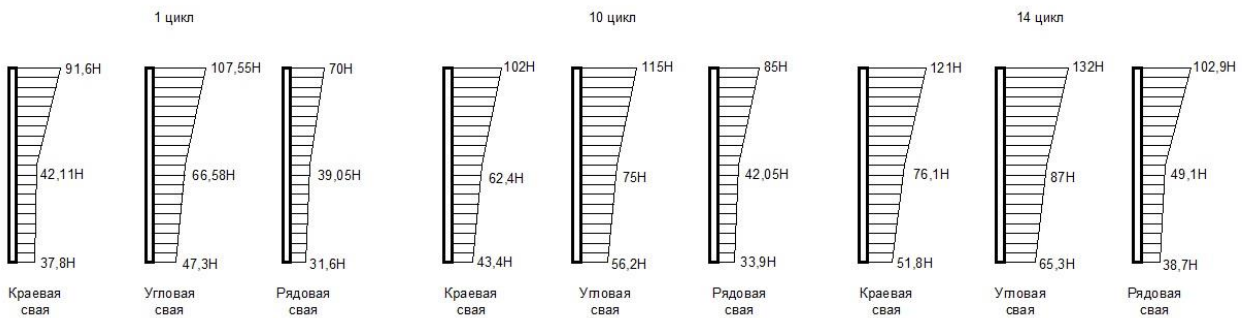 1 цикл
10 цикл
14 цикл
91,6Н
107,55Н
70Н
102Н
115Н
85Н
121Н
132Н
102,9Н
42,11Н
66,58Н
39,05Н
62,4Н
75Н
42,05Н
76,1Н
87Н
49,1Н
37,8Н
47,3Н
31,6Н
43,4Н
56,2Н
33,9Н
51,8Н
65,3Н
38,7Н
Краевая
свая
Угловая
свая
Рядовая
свая
Краевая
свая
Угловая
свая
Рядовая
свая
Краевая
свая
Угловая
свая
Рядовая
свая